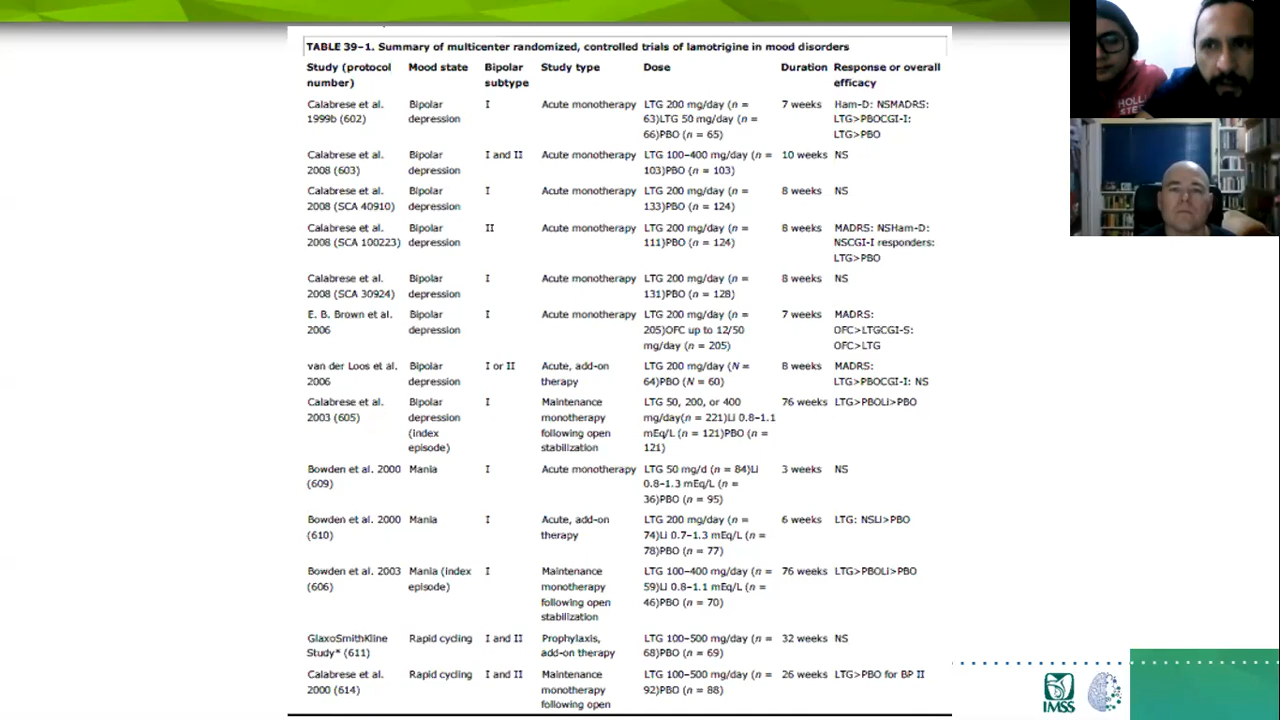 TABLE 39–1. Summary of multicenter randomized, controlled trials of lamotrigine in mood disorders
Study (protocol number) Mood state Bipolar subtype Study type Dose Duration Response or overall efficacy
Calabrese et al. 1999b (602) Bipolar depression I Acute monotherapy LTG 200 mg/day (n = 63)LTG 50 mg/day (n = 66)PBO (n = 65) 7 weeks Ham-D: NSMADRS: LTG>PBOCGI-I: LTG>PBO
Calabrese et al. 2008 (603) Bipolar depression I and II Acute monotherapy LTG 100–400 mg/day (n = 103)PBO (n = 103) 10 weeks NS
Calabrese et al. 2008 (SCA 40910) Bipolar depression I Acute monotherapy LTG 200 mg/day (n = 133)PBO (n = 124) 8 weeks NS
Calabrese et al. 2008 (SCA 100223) Bipolar depression II Acute monotherapy LTG 200 mg/day (n = 111)PBO (n = 124) 8 weeks MADRS: NSHam-D: NSCGI-I responders: LTG>PBO
Calabrese et al. 2008 (SCA 30924) Bipolar depression I Acute monotherapy LTG 200 mg/day (n = 131)PBO (n = 128) 8 weeks NS
E. B. Brown et al. 2006 Bipolar depression I Acute monotherapy LTG 200 mg/day (n = 205)OFC up to 12/50 mg/day (n = 205) 7 weeks MADRS: OFC>LTGCGI-S: OFC>LTG
van der Loos et al. 2006 Bipolar depression I or II Acute, add-on therapy LTG 200 mg/day (N = 64)PBO (N = 60) 8 weeks MADRS: LTG>PBOCGI-I: NS
Calabrese et al. 2003 (605) Bipolar depression (index episode) I Maintenance monotherapy following open stabilization LTG 50, 200, or 400 mg/day(n = 221)Li 0.8–1.1 mEq/L (n = 121)PBO (n = 121) 76 weeks LTG>PBOLi>PBO
Bowden et al. 2000 (609) Mania I Acute monotherapy LTG 50 mg/d (n = 84)Li 0.8–1.3 mEq/L (n = 36)PBO (n = 95) 3 weeks NS
Bowden et al. 2000 (610) Mania I Acute, add-on therapy LTG 200 mg/day (n = 74)Li 0.7–1.3 mEq/L (n = 78)PBO (n = 77) 6 weeks LTG: NSLi>PBO
Bowden et al. 2003 (606) Mania (index episode) I Maintenance monotherapy following open stabilization LTG 100–400 mg/day (n = 59)Li 0.8–1.1 mEq/L (n = 46)PBO (n = 70) 76 weeks LTG>PBOLi>PBO
GlaxoSmithKline Study* (611) Rapid cycling I and II Prophylaxis, add-on therapy LTG 100–500 mg/day (n = 68)PBO (n = 69) 32 weeks NS
Calabrese et al. 2000 (614) Rapid cycling I and II Maintenance monotherapy following open LTG 100–500 mg/day (n = 92)PBO (n = 88) 26 weeks LTG>PBO for BP II
IMSS